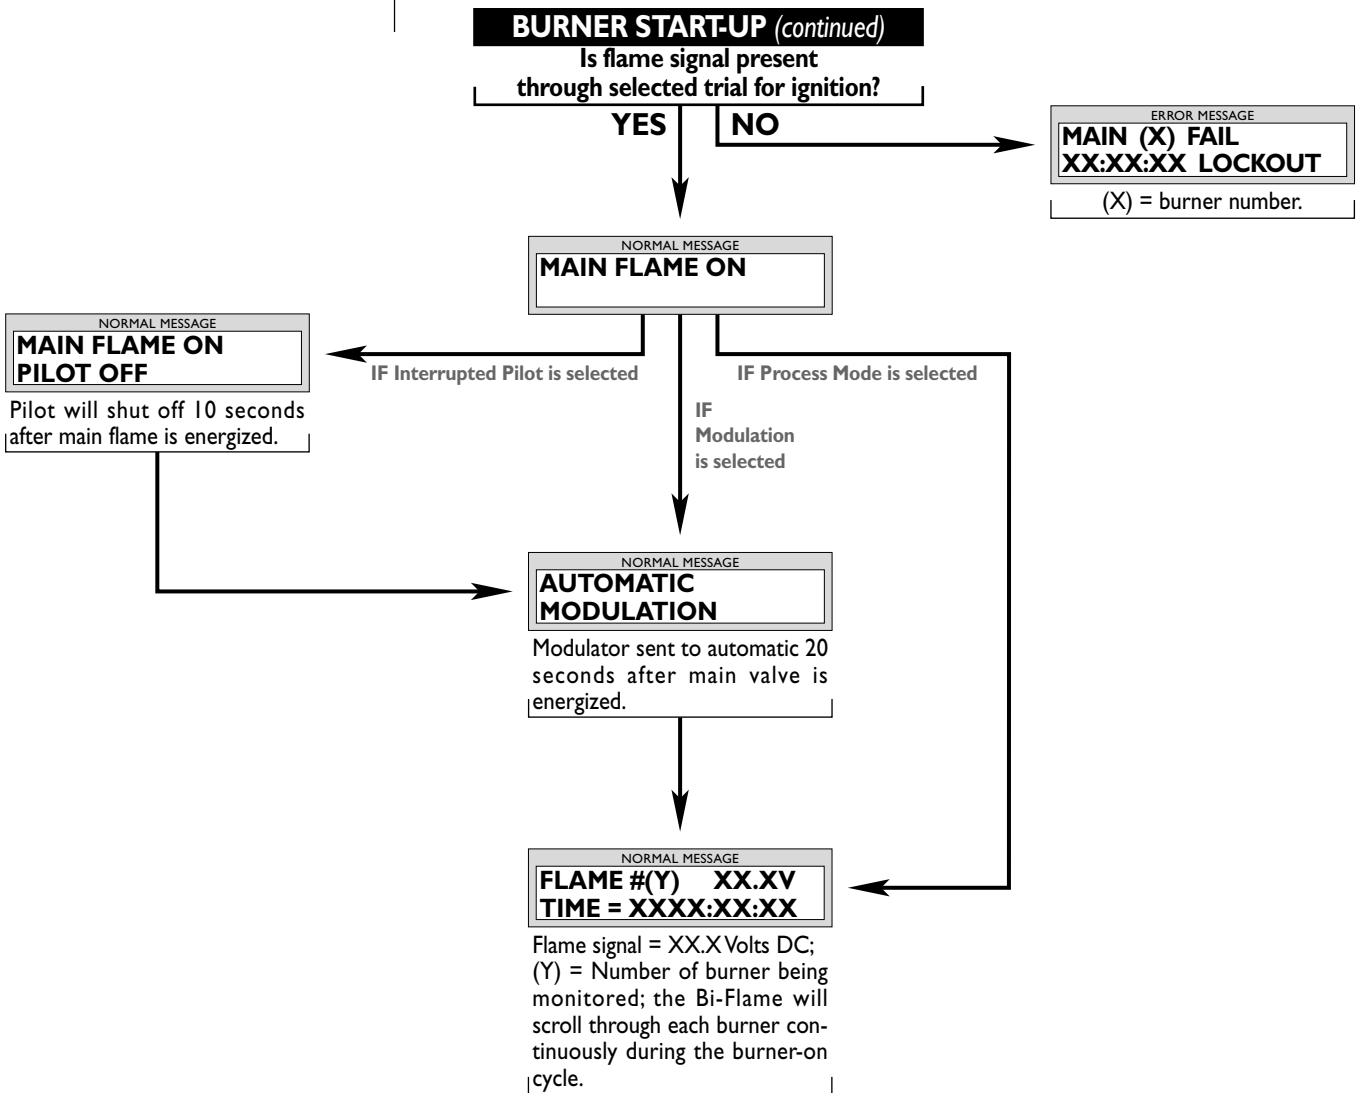 BURNER START-UP (continued)
Is flame signal present
through selected trial for ignition?
YES
NO
ERROR MESSAGE
MAIN (X) FAIL
XX:XX:XX LOCKOUT
(X) = burner number.
NORMAL MESSAGE
MAIN FLAME ON
NORMAL MESSAGE
MAIN FLAME ON
PILOT OFF
Pilot will shut off 10 seconds
after main flame is energized.
IF Interrupted Pilot is selected
IF Process Mode is selected
IF
Modulation
is selected
NORMAL MESSAGE
AUTOMATIC
MODULATION
Modulator sent to automatic 20
seconds after main valve is
energized.
NORMAL MESSAGE
FLAME #(Y) XX.XV
TIME = XXXX:XX:XX
Flame signal = XX.X Volts DC;
(Y) = Number of burner being
monitored; the Bi-Flame will
scroll through each burner con-
tinuously during the burner-on
cycle.